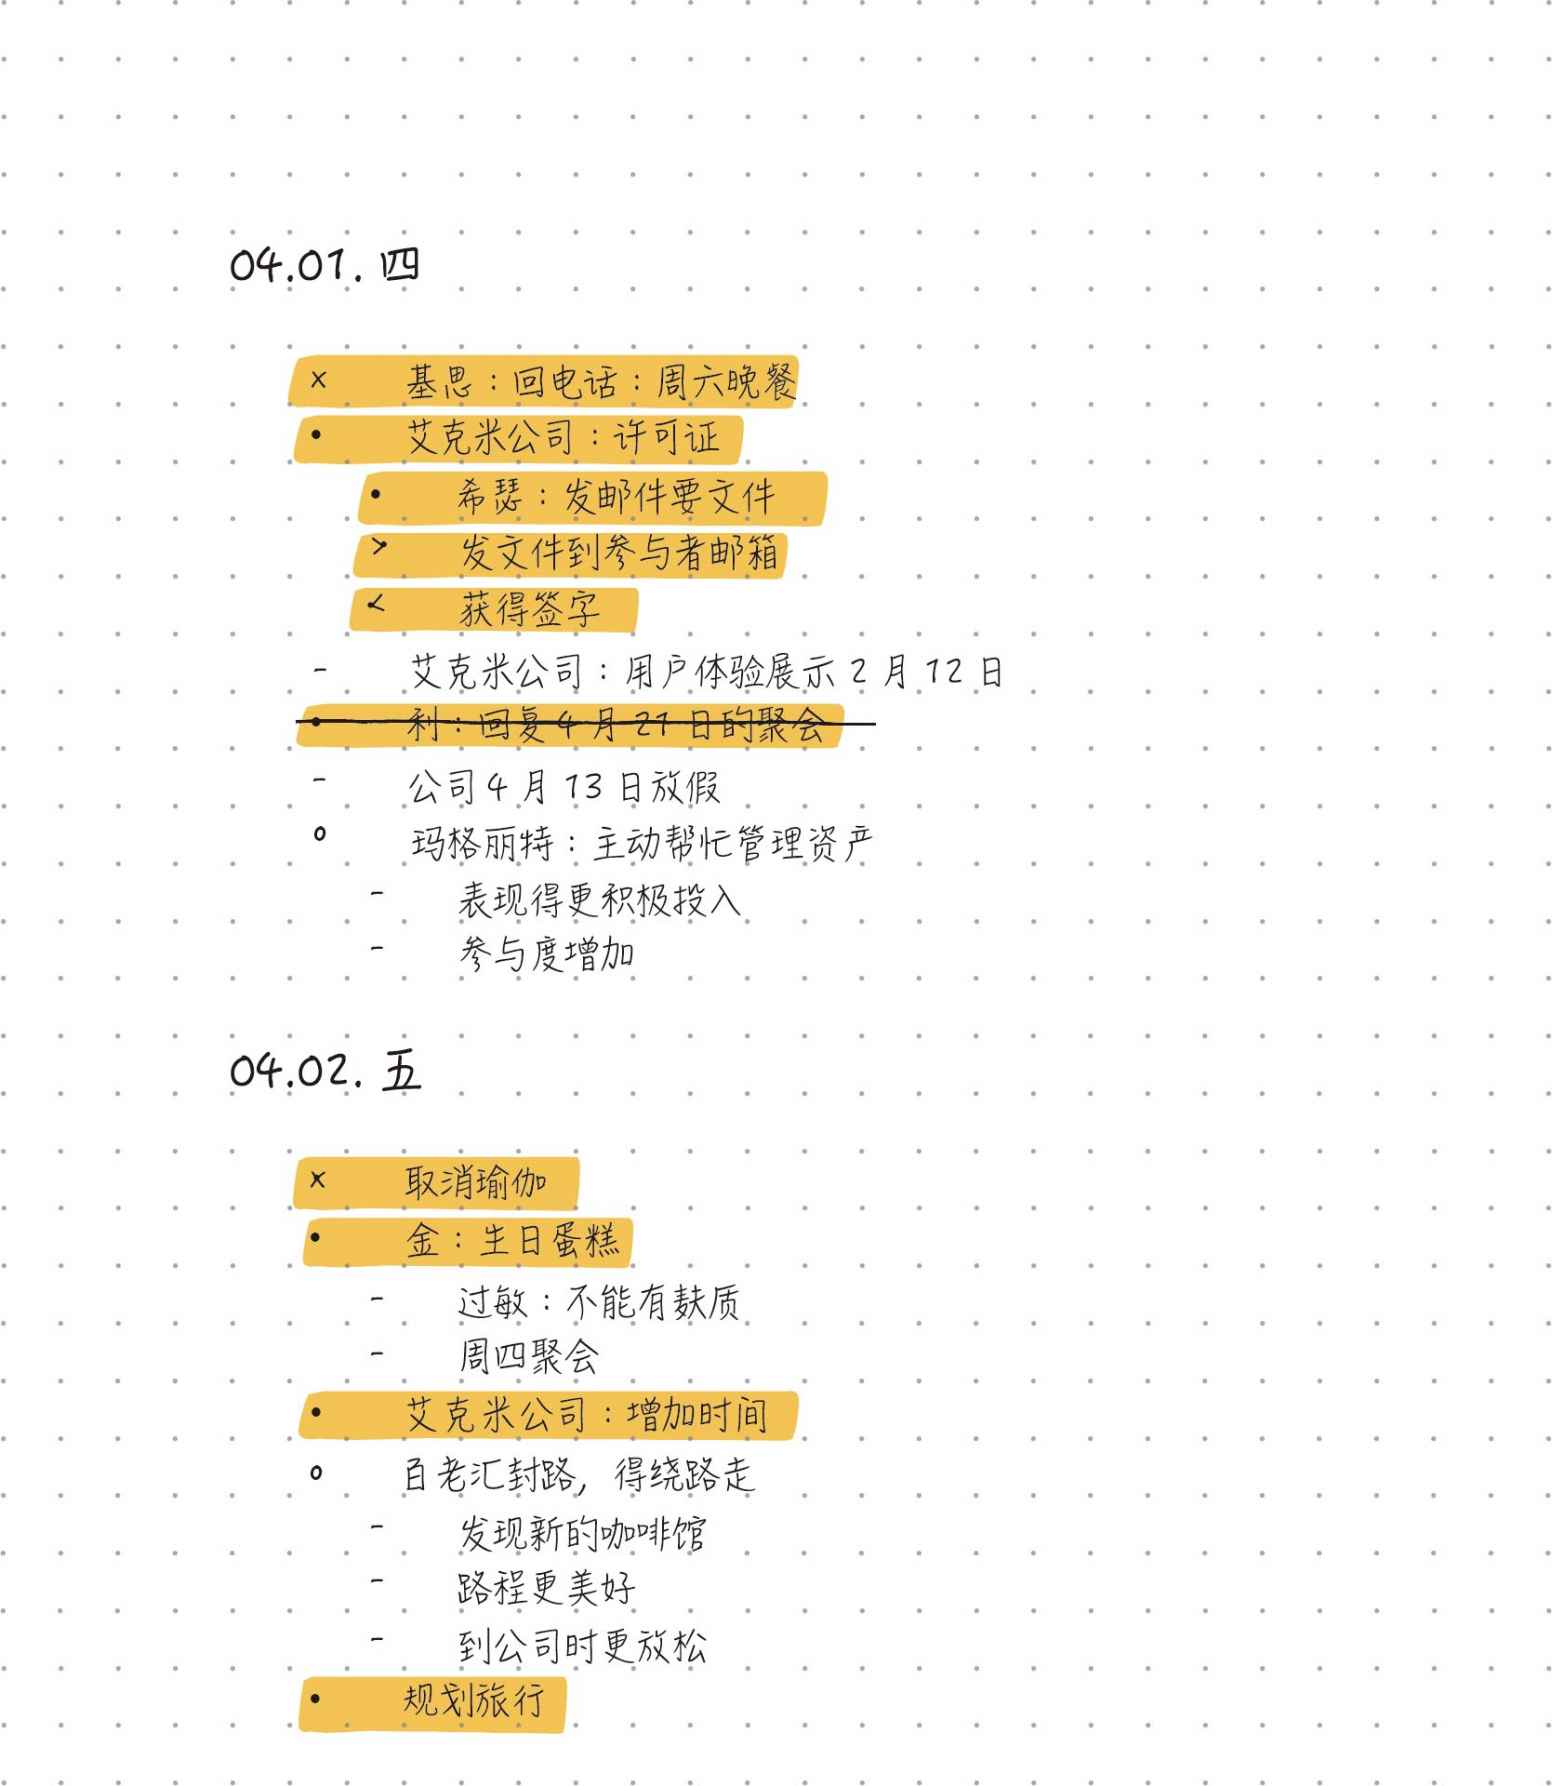 04.01. 四
× 基思：回电话：周六晚餐
• 艾克米公司：许可证
• 希瑟：发邮件要文件
> 发文件到参与者邮箱
< 获得签字
- 艾克米公司：用户体验展示 2 月 12 日
• 利：回复 4 月 21 日的聚会
- 公司 4 月 13 日放假
o 玛格丽特：主动帮忙管理资产
- 表现得更积极投入
- 参与度增加
04.02. 五
× 取消瑜伽
• 金：生日蛋糕
- 过敏：不能有麸质
- 周四聚会
• 艾克米公司：增加时间
o 百老汇封路，得绕路走
- 发现新的咖啡馆
- 路程更美好
- 到公司时更放松
• 规划旅行